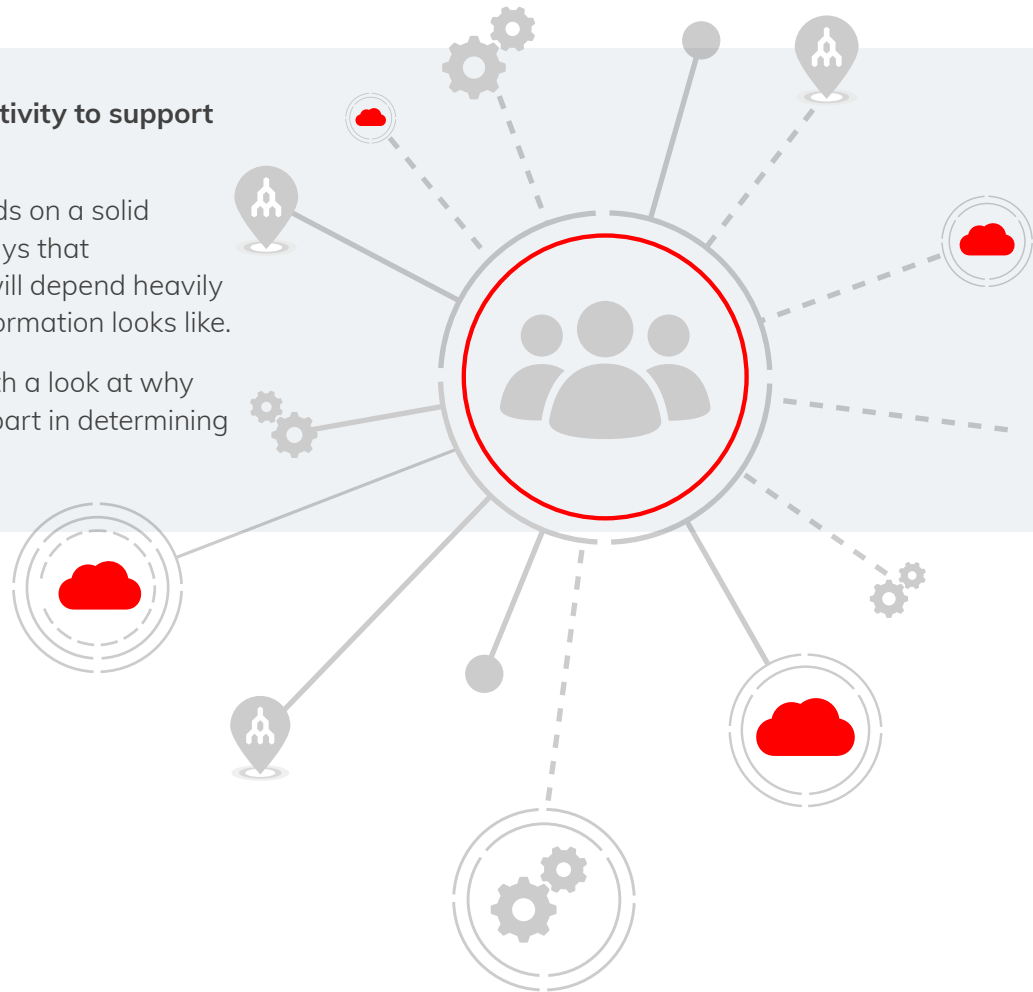 tivity to support
ds on a solid
ys that
vill depend heavily
ormation looks like.
th a look at why
part in determining